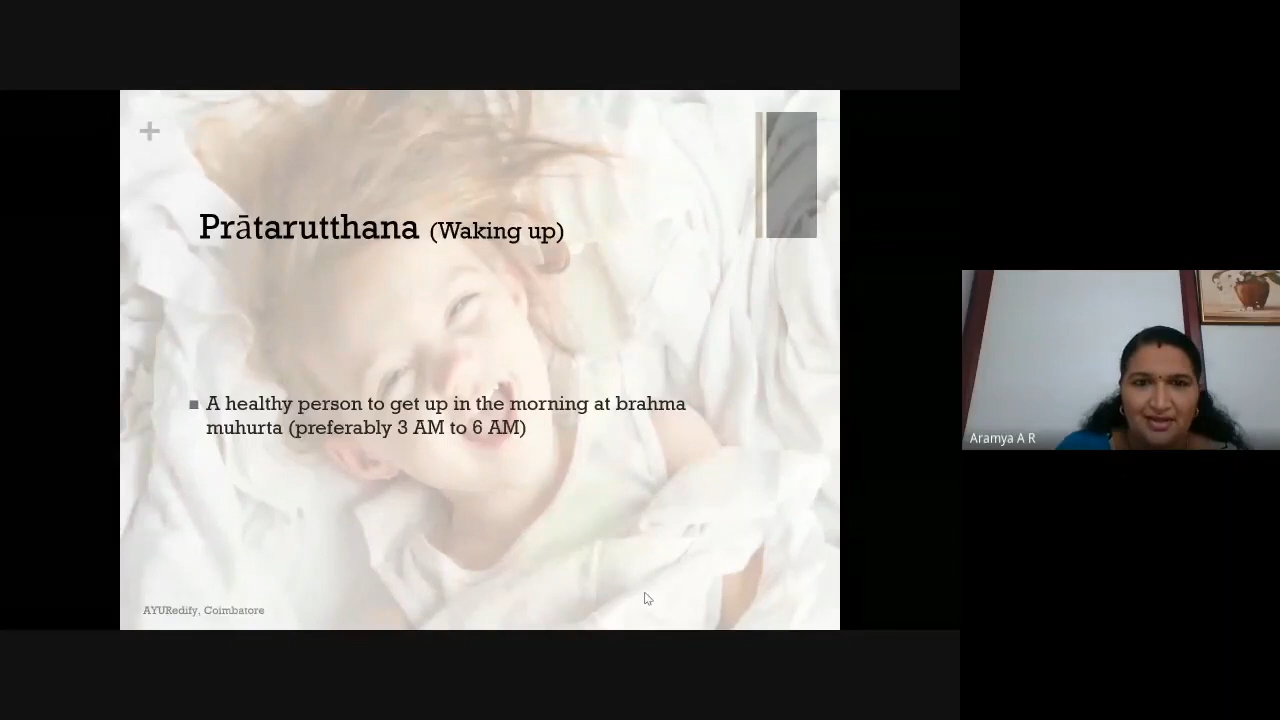 +
Prātarutthana (Waking up)
■ A healthy person to get up in the morning at brahma
muhurta (preferably 3 AM to 6 AM)
AYURedify, Coimbatore
Aramya A R